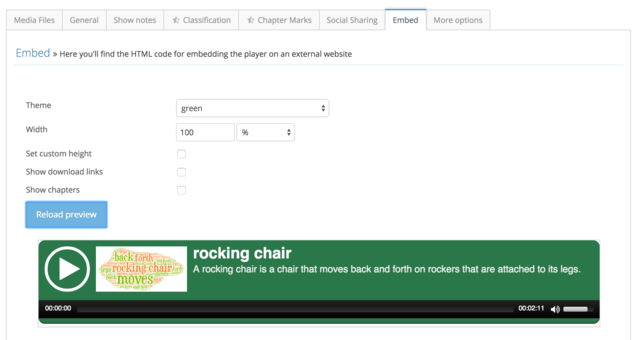 Media Files General Show notes Classification Chapter Marks Social Sharing Embed More options
Embed » Here you'll find the HTML code for embedding the player on an external website
Theme green
Width 100 %
Set custom height
Show download links
Show chapters
Reload preview
back forth
rocking chair
moves
rocking chair
A rocking chair is a chair that moves back and forth on rockers that are attached to its legs.
00:00:00 00:02:11